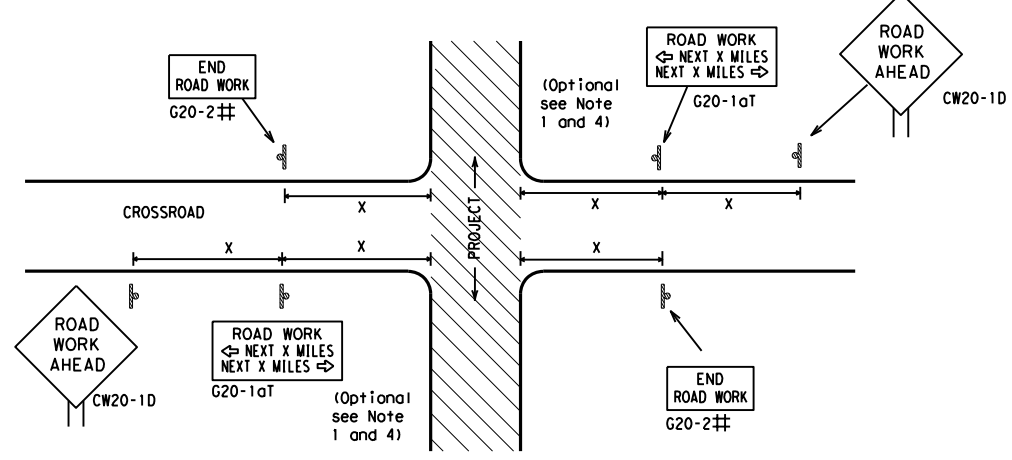 END
ROAD WORK
G20-2#
(Optional
see Note
1 and 4)
ROAD WORK
⇦ NEXT X MILES
NEXT X MILES ⇨
G20-1aT
ROAD
WORK
AHEAD
CW20-1D
CROSSROAD
X
X
X
X
X
X
PROJECT
ROAD
WORK
AHEAD
CW20-1D
ROAD WORK
⇦ NEXT X MILES
NEXT X MILES ⇨
G20-1aT
(Optional
see Note
1 and 4)
END
ROAD WORK
G20-2#